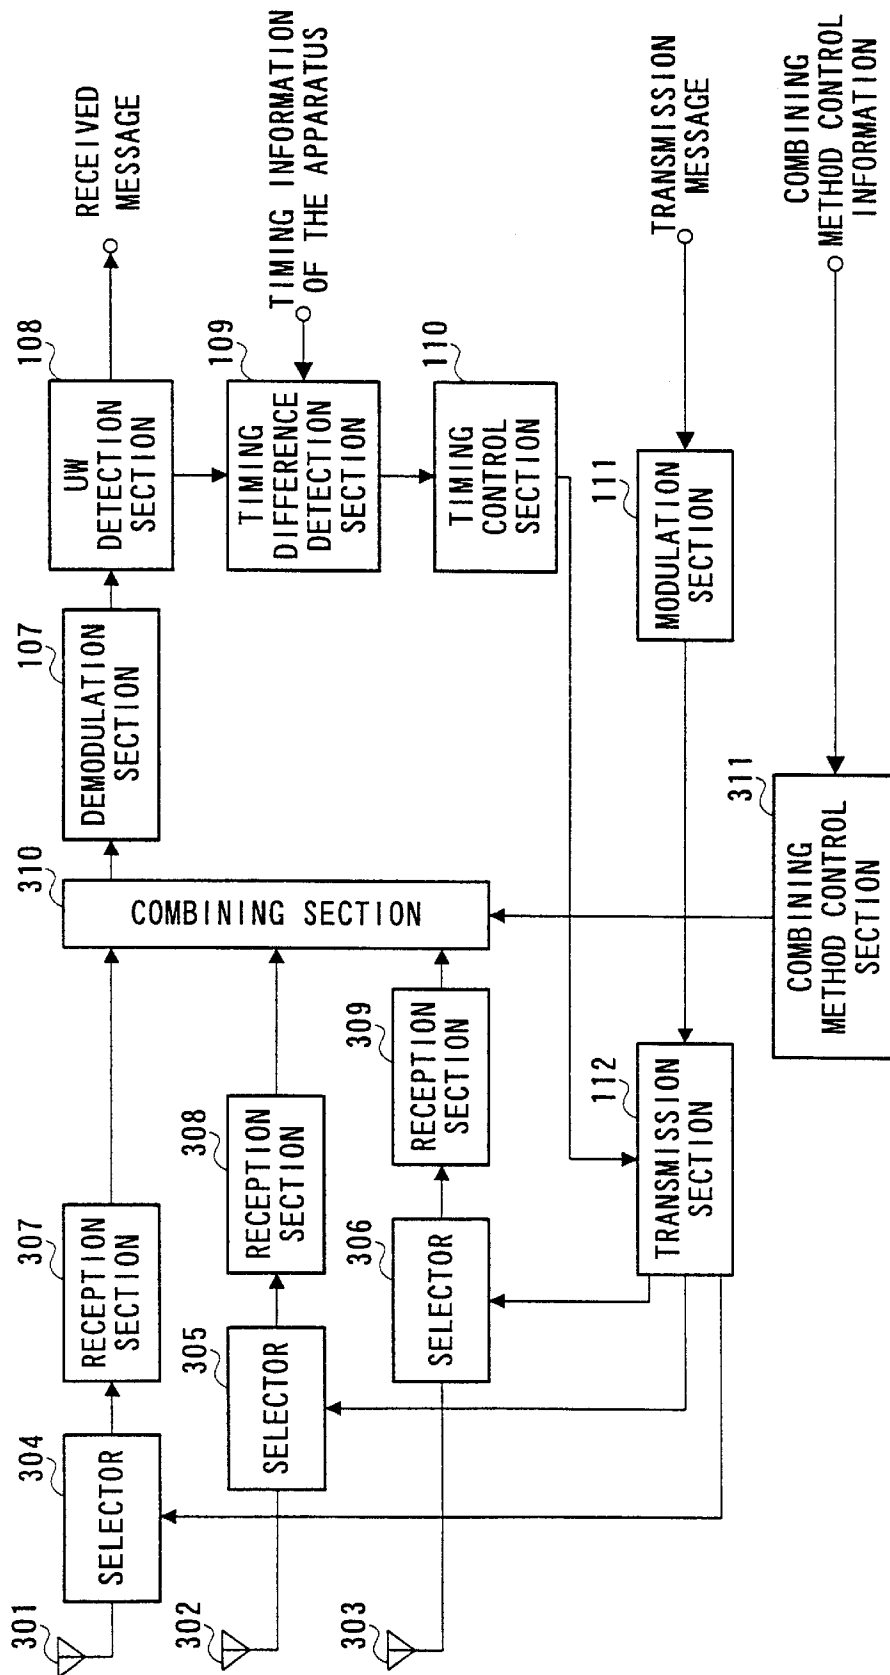 301
304
SELECTOR
307
RECEPTION
SECTION
310
COMBINING SECTION
107
DEMODULATION
SECTION
108
UW
DETECTION
SECTION
RECEIVED
MESSAGE
302
305
SELECTOR
308
RECEPTION
SECTION
109
TIMING
DIFFERENCE
DETECTION
SECTION
TIMING INFORMATION
OF THE APPARATUS
303
306
SELECTOR
309
RECEPTION
SECTION
110
TIMING
CONTROL
SECTION
112
TRANSMISSION
SECTION
111
MODULATION
SECTION
TRANSMISSION
MESSAGE
311
COMBINING
METHOD CONTROL
SECTION
COMBINING
METHOD CONTROL
INFORMATION